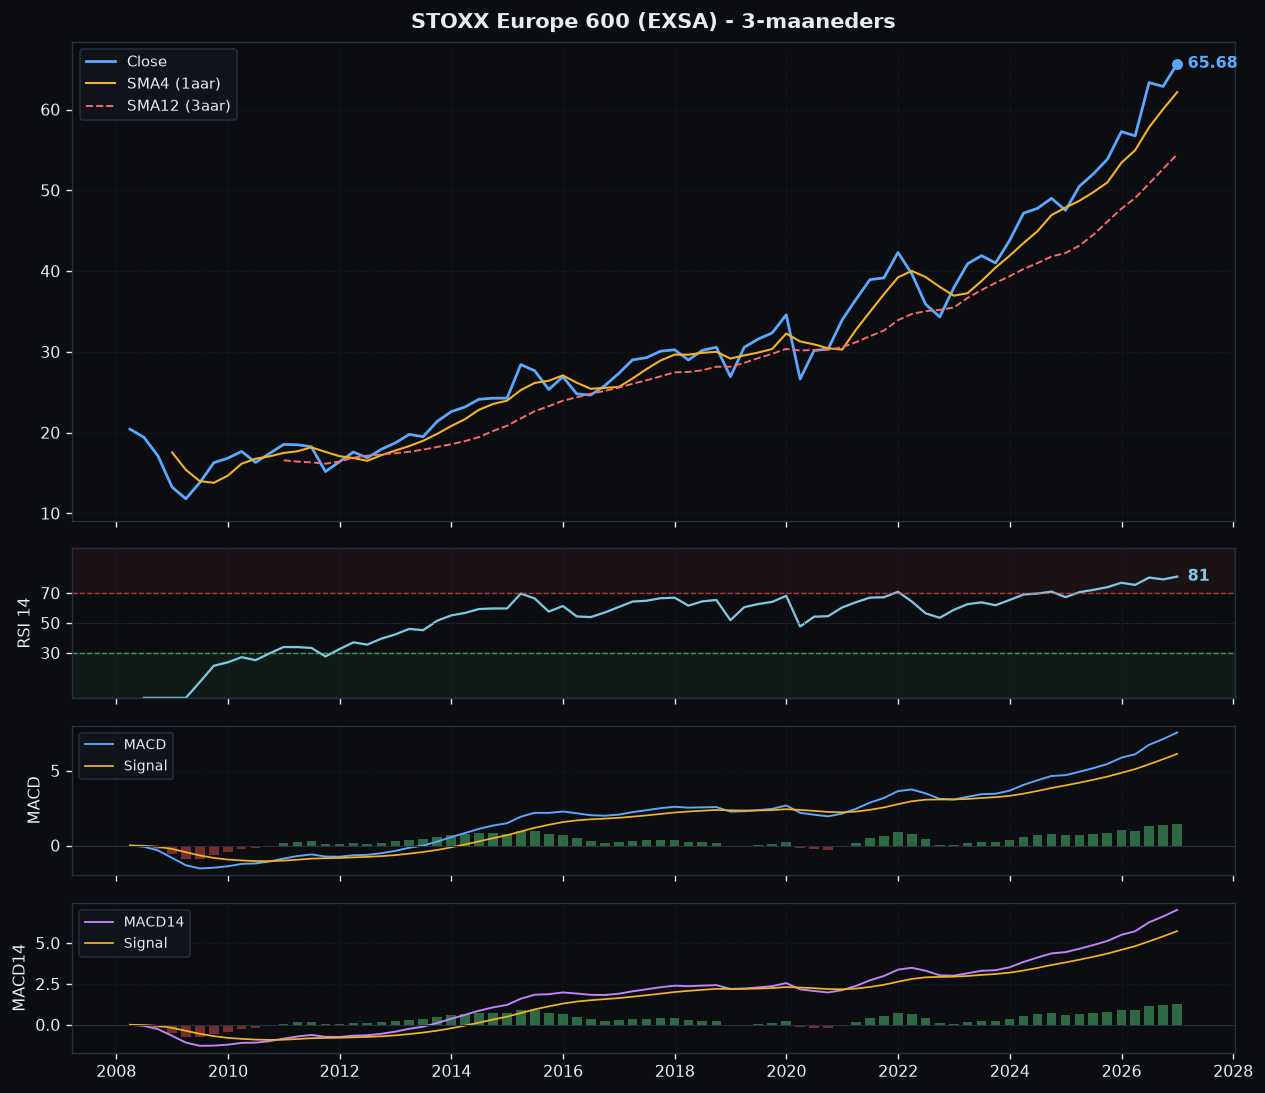 STOXX Europe 600 (EXSA) - 3-maaneders
Close
SMA4 (1aar)
SMA12 (3aar)
65.68
60
50
40
30
20
10
RSI 14
81
70
50
30
MACD
MACD
Signal
5
0
MACD14
MACD14
Signal
5.0
2.5
0.0
2008 2010 2012 2014 2016 2018 2020 2022 2024 2026 2028